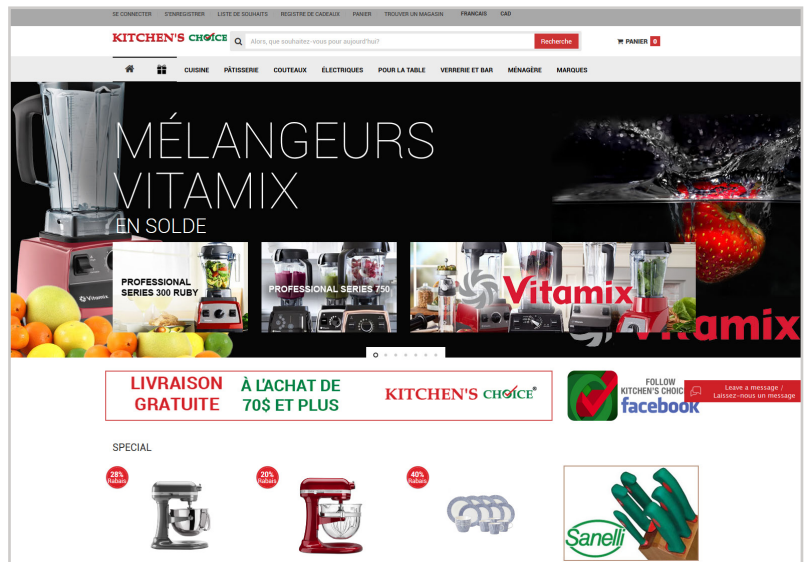 SE CONNECTER S'ENREGISTRER LISTE DE SOUHAITS REGISTRE DE CADEAUX PANIER TROUVER UN MAGASIN FRANCAIS CAD
KITCHEN'S CHOICE Alors, que souhaitez-vous pour aujourd'hui? Recherche PANIER 0
CUISINE PÂTISSERIE COUTEAUX ÉLECTRIQUES POUR LA TABLE VERRERIE ET BAR MÉNAGÈRE MARQUES
MÉLANGEURS
VITAMIX
EN SOLDE
PROFESSIONAL
SERIES 300 RUBY
PROFESSIONAL SERIES 750
Vitamix
Vitamix
LIVRAISON
GRATUITE
À L'ACHAT DE
70$ ET PLUS
KITCHEN'S CHOICE®
FOLLOW
KITCHEN'S CHOIC
facebook
Leave a message /
Laissez-nous un message
SPECIAL
28%
Rabais
20%
Rabais
40%
Rabais
Sanelli